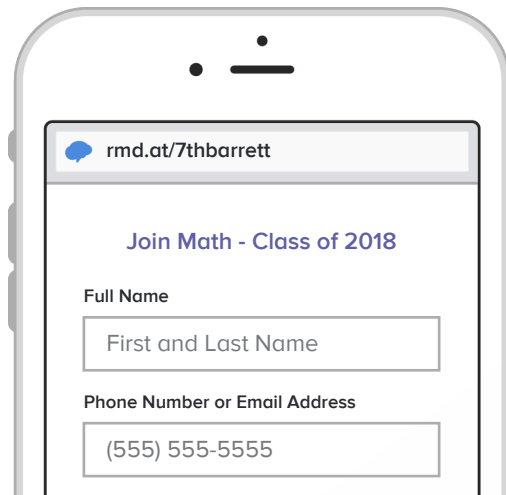 rmd.at/7thbarrett
Join Math - Class of 2018
Full Name
First and Last Name
Phone Number or Email Address
(555) 555-5555